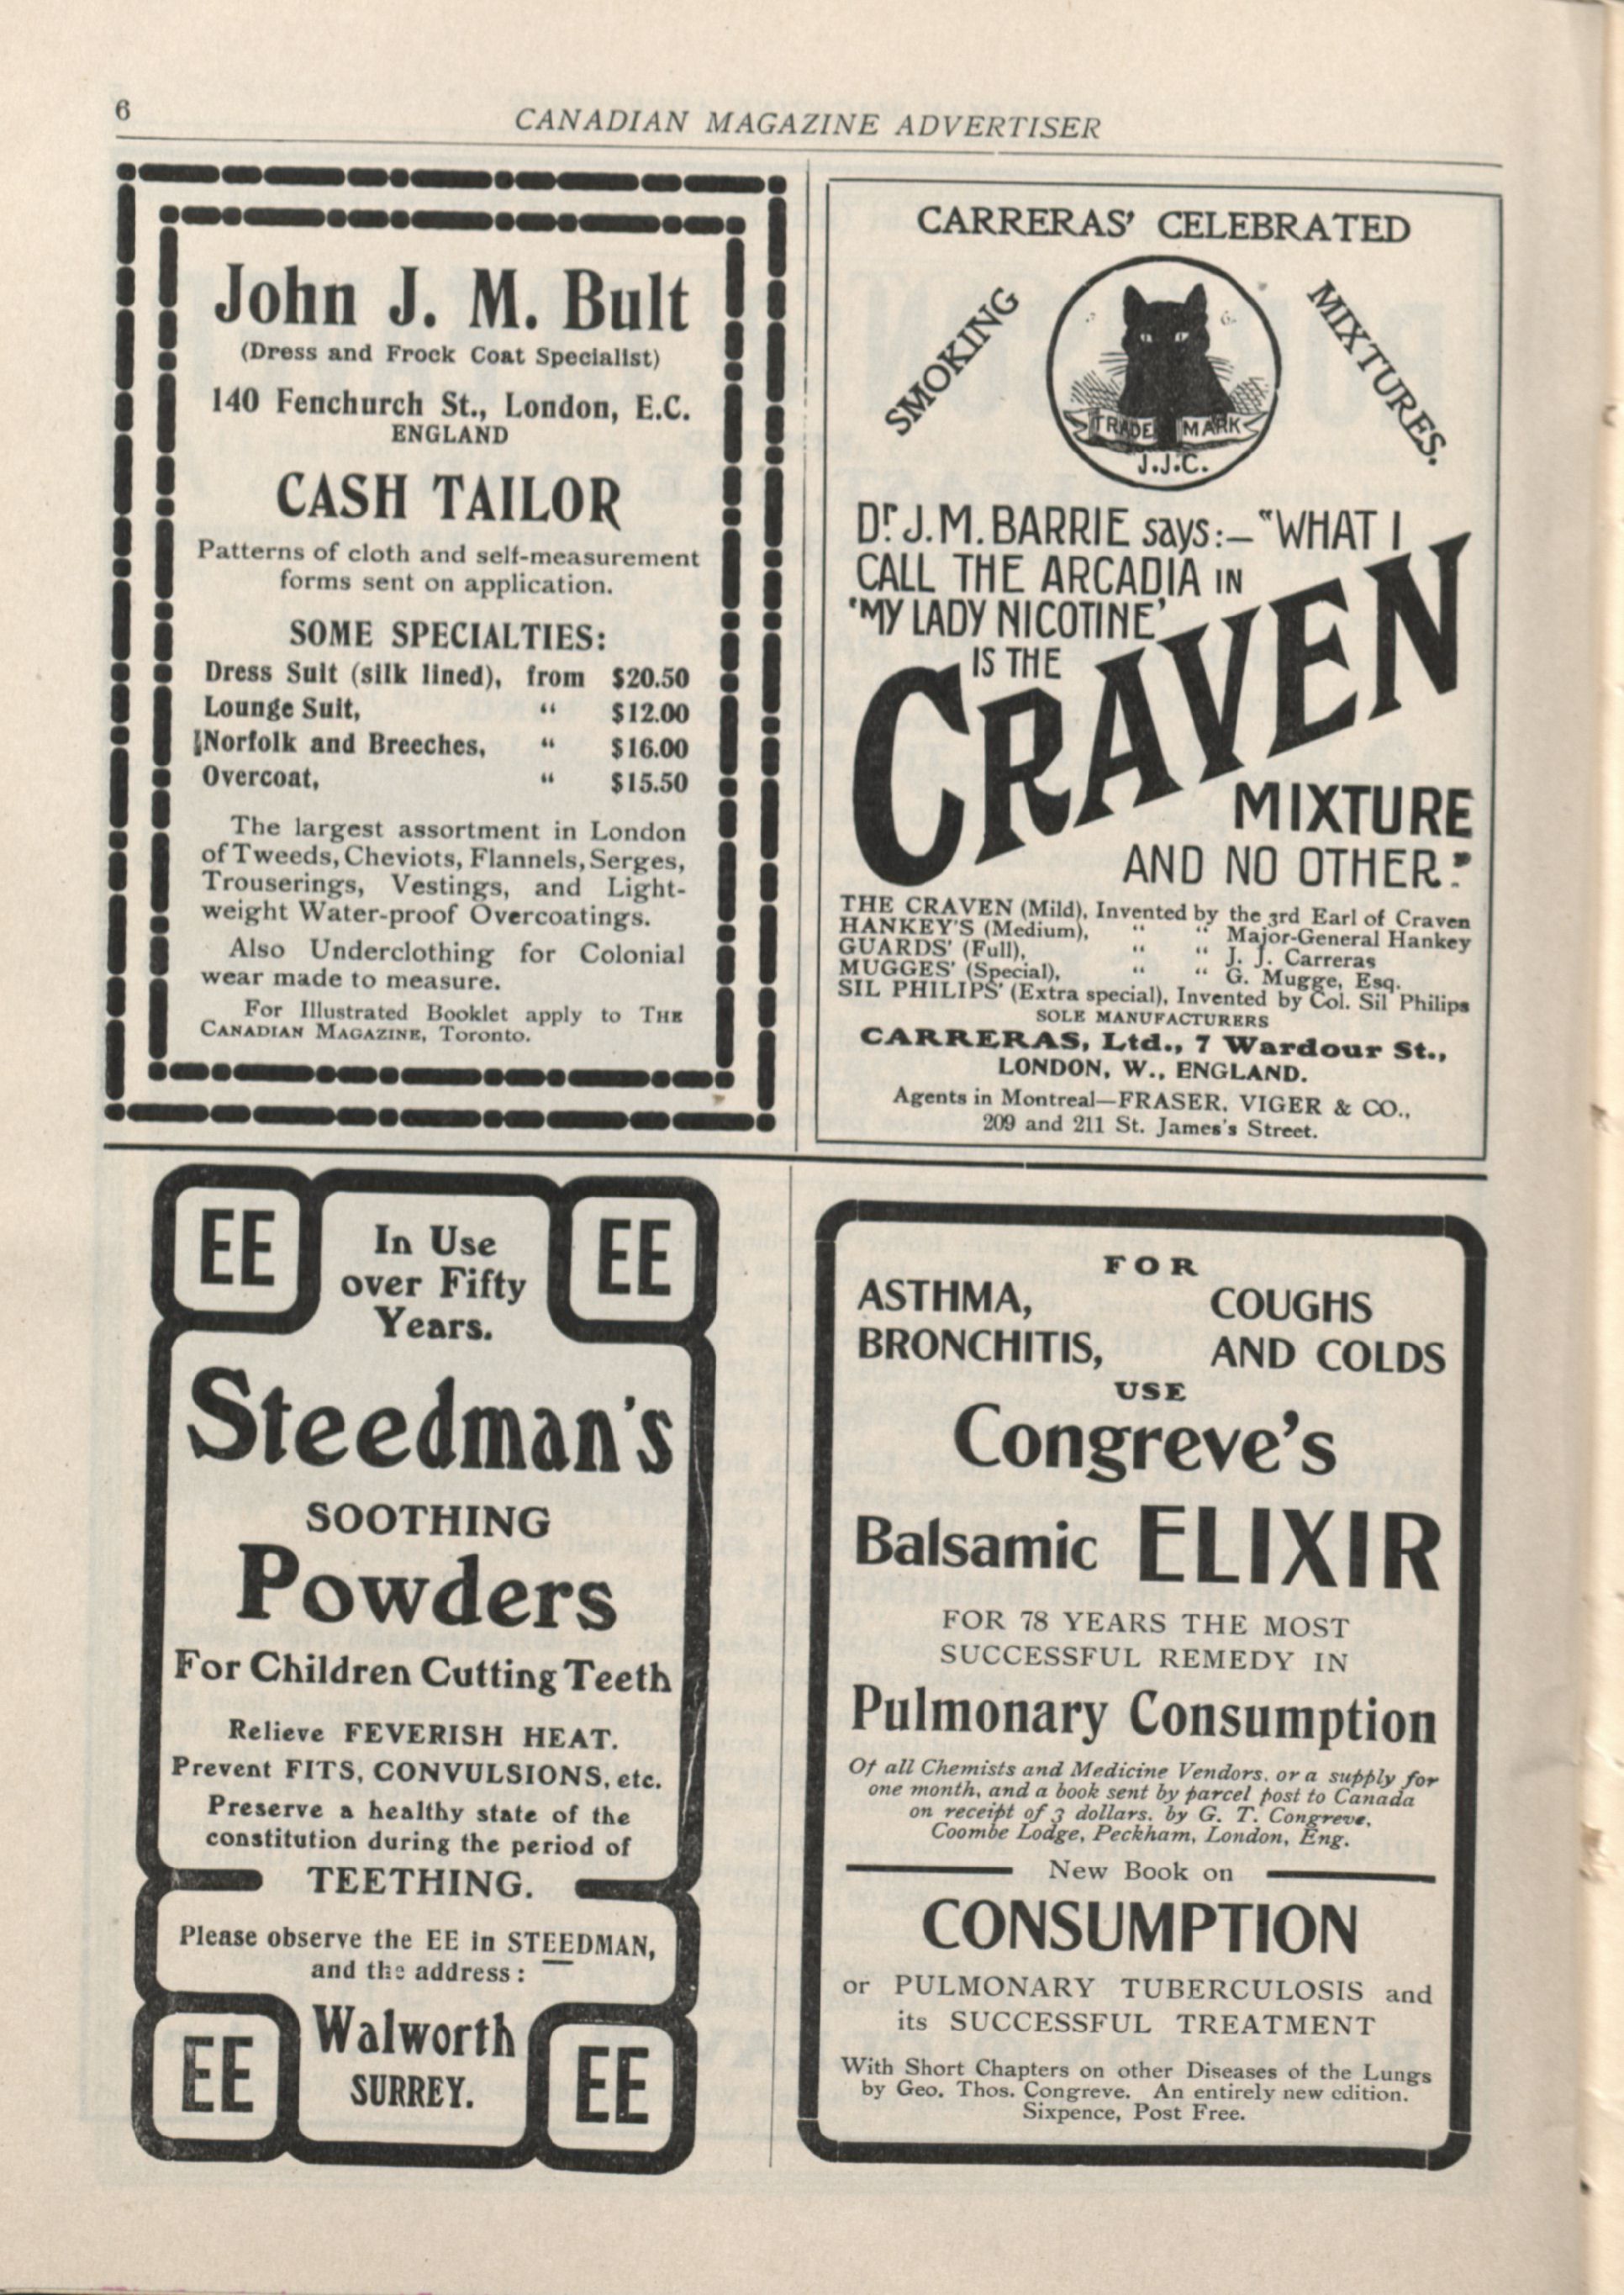 6
CANADIAN MAGAZINE ADVERTISER
John J. M. Bult
(Dress and Frock Coat Specialist)
140 Fenchurch St., London, E.C.
ENGLAND
CASH TAILOR
Patterns of cloth and self-measurement
forms sent on application.
SOME SPECIALTIES:
Dress Suit (silk lined), from $20.50
Lounge Suit, “ $12.00
Norfolk and Breeches, “ $16.00
Overcoat, “ $15.50
The largest assortment in London
of Tweeds, Cheviots, Flannels, Serges,
Trouserings, Vestings, and Light-
weight Water-proof Overcoatings.
Also Underclothing for Colonial
wear made to measure.
For Illustrated Booklet apply to THE
CANADIAN MAGAZINE, Toronto.
CARRERAS' CELEBRATED
SMOKING
MIXTURES.
TRADE MARK
J.J.C.
Dr. J.M. BARRIE says:— "WHAT I
CALL THE ARCADIA IN
'MY LADY NICOTINE'
IS THE
CRAVEN
MIXTURE
AND NO OTHER."
THE CRAVEN (Mild), Invented by the 3rd Earl of Craven
HANKEY'S (Medium), “ “ Major-General Hankey
GUARDS' (Full), “ “ J. J. Carreras
MUGGES' (Special), “ “ G. Mugge, Esq.
SIL PHILIPS' (Extra special), Invented by Col. Sil Philips
SOLE MANUFACTURERS
CARRERAS, Ltd., 7 Wardour St.,
LONDON, W., ENGLAND.
Agents in Montreal—FRASER, VIGER & CO.,
209 and 211 St. James's Street.
EE
EE
In Use
over Fifty
Years.
Steedman's
SOOTHING
Powders
For Children Cutting Teeth
Relieve FEVERISH HEAT.
Prevent FITS, CONVULSIONS, etc.
Preserve a healthy state of the
constitution during the period of
TEETHING.
Please observe the EE in STEEDMAN,
and the address:
Walworth
SURREY.
EE
EE
FOR
ASTHMA, COUGHS
BRONCHITIS, AND COLDS
USE
Congreve's
Balsamic ELIXIR
FOR 78 YEARS THE MOST
SUCCESSFUL REMEDY IN
Pulmonary Consumption
Of all Chemists and Medicine Vendors, or a supply for
one month, and a book sent by parcel post to Canada
on receipt of 3 dollars, by G. T. Congreve,
Coombe Lodge, Peckham, London, Eng.
New Book on
CONSUMPTION
or PULMONARY TUBERCULOSIS and
its SUCCESSFUL TREATMENT
With Short Chapters on other Diseases of the Lungs
by Geo. Thos. Congreve. An entirely new edition.
Sixpence, Post Free.